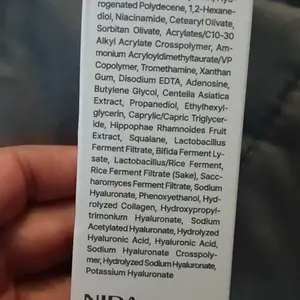 rogenated Polydecene, 1,2-Hexane-
diol, Niacinamide, Cetearyl Olivate,
Sorbitan Olivate, Acrylates/C10-30
Alkyl Acrylate Crosspolymer, Am-
monium Acryloyldimethyltaurate/VP
Copolymer, Tromethamine, Xanthan
Gum, Disodium EDTA, Adenosine,
Butylene Glycol, Centella Asiatica
Extract, Propanediol, Ethylhexyl-
glycerin, Caprylic/Capric Triglycer-
ide, Hippophae Rhamnoides Fruit
Extract, Squalane, Lactobacillus
Ferment Filtrate, Bifida Ferment Ly-
sate, Lactobacillus/Rice Ferment,
Rice Ferment Filtrate (Sake), Sacc-
haromyces Ferment Filtrate, Sodium
Hyaluronate, Phenoxyethanol, Hyd-
rolyzed Collagen, Hydroxypropyl-
trimonium Hyaluronate, Sodium
Acetylated Hyaluronate, Hydrolyzed
Hyaluronic Acid, Hyaluronic Acid,
Sodium Hyaluronate Crosspoly-
mer, Hydrolyzed Sodium Hyaluronate,
Potassium Hyaluronate